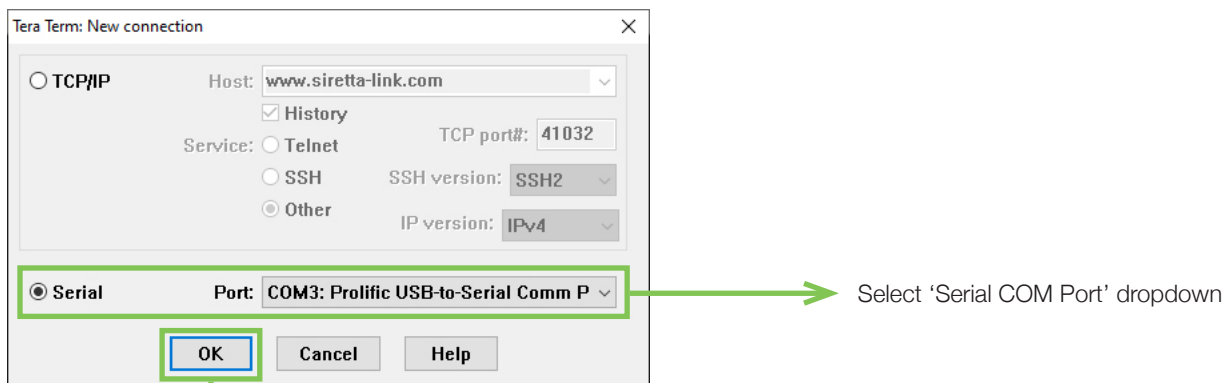 Tera Term: New connection
TCP/IP Host: www.siretta-link.com
History
Service: Telnet TCP port#: 41032
SSH SSH version: SSH2
Other IP version: IPv4
Serial Port: COM3: Prolific USB-to-Serial Comm P
Select ‘Serial COM Port’ dropdown
OK Cancel Help